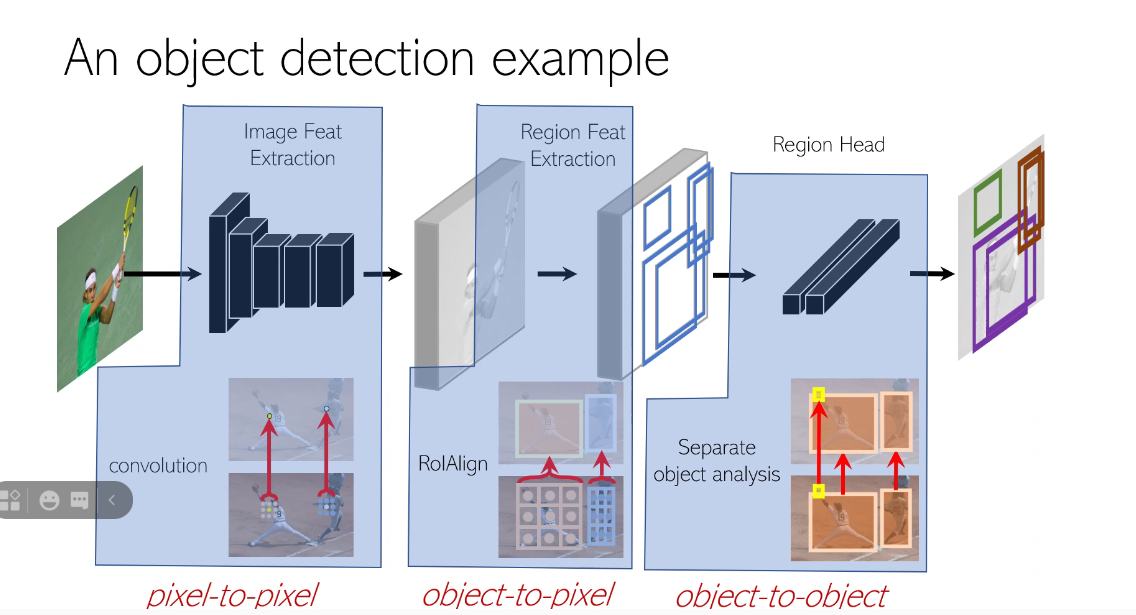 An object detection example
Image Feat
Extraction
Region Feat
Extraction
Region Head
convolution
RoIAlign
Separate
object analysis
pixel-to-pixel
object-to-pixel
object-to-object